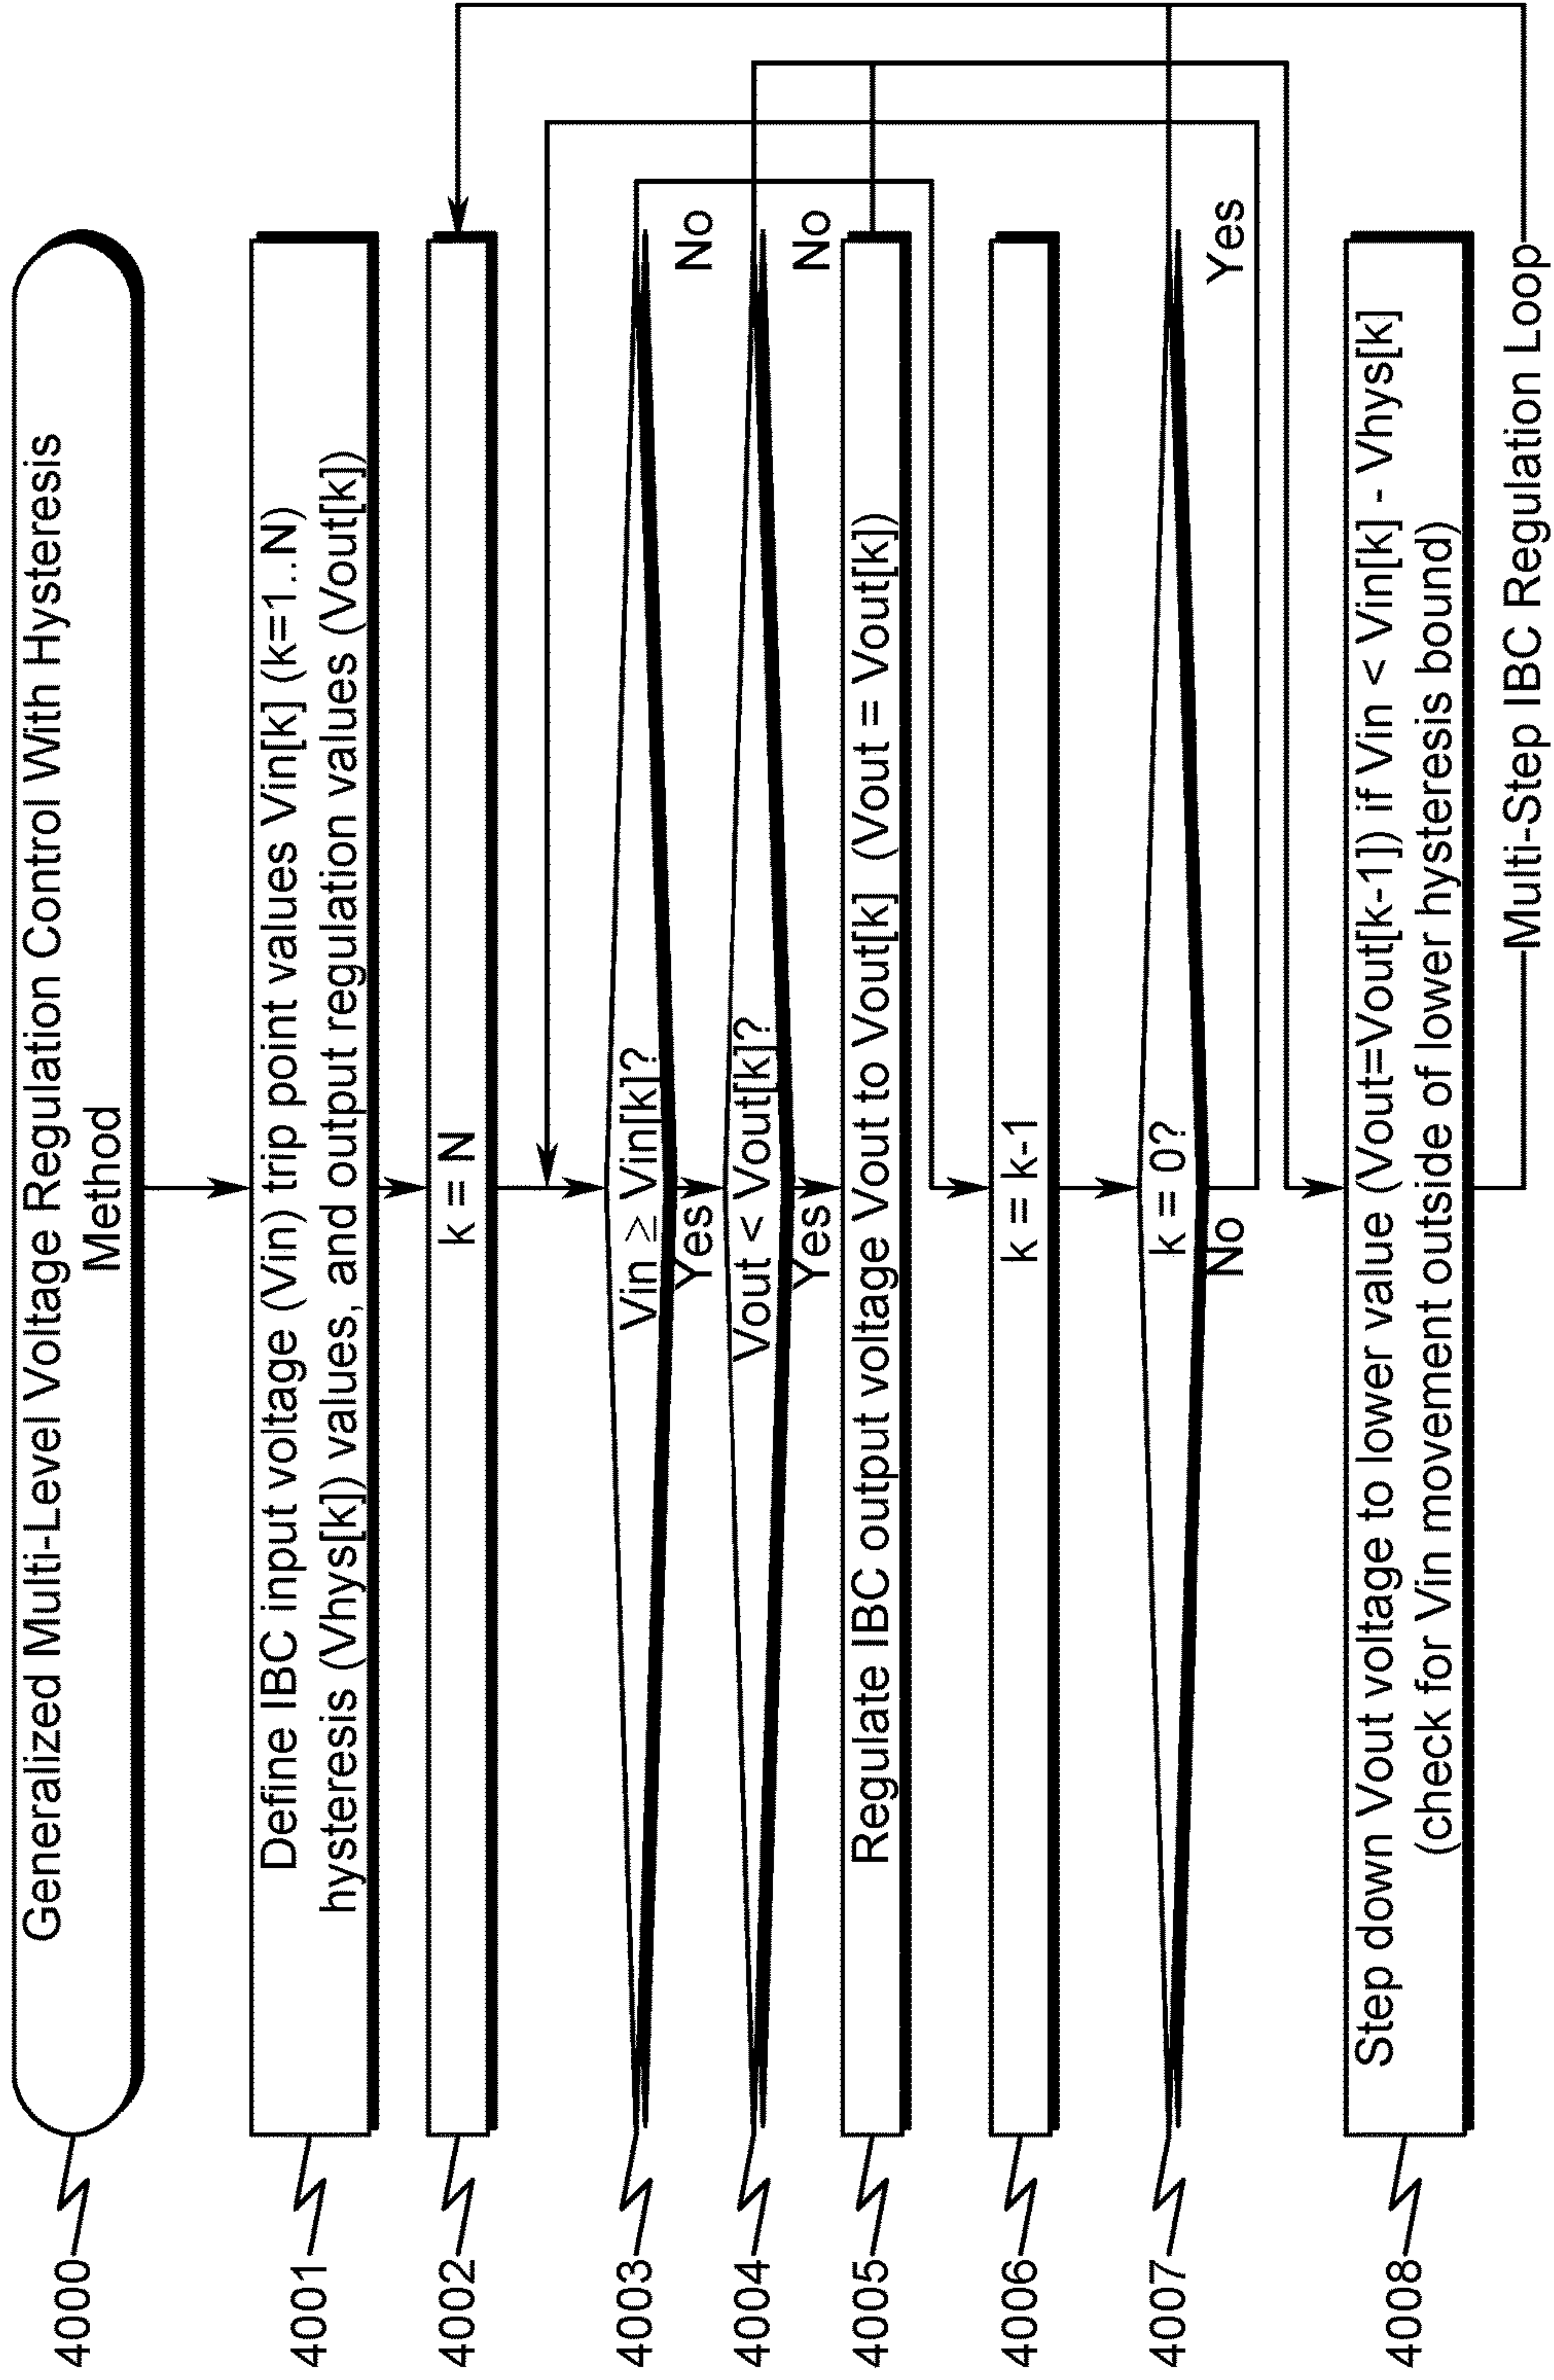 Generalized Multi-Level Voltage Regulation Control With Hysteresis
Method
4000
Define IBC input voltage (Vin) trip point values Vin[k] (k=1..N)
hysteresis (Vhys[k]) values, and output regulation values (Vout[k])
4001
k = N
4002
Vin ≥ Vin[k]?
No
Yes
4003
Vout < Vout[k]?
No
Yes
4004
Regulate IBC output voltage Vout to Vout[k] (Vout = Vout[k])
4005
k = k-1
4006
k = 0?
Yes
No
4007
Step down Vout voltage to lower value (Vout=Vout[k-1]) if Vin < Vin[k] - Vhys[k]
(check for Vin movement outside of lower hysteresis bound)
4008
Multi-Step IBC Regulation Loop